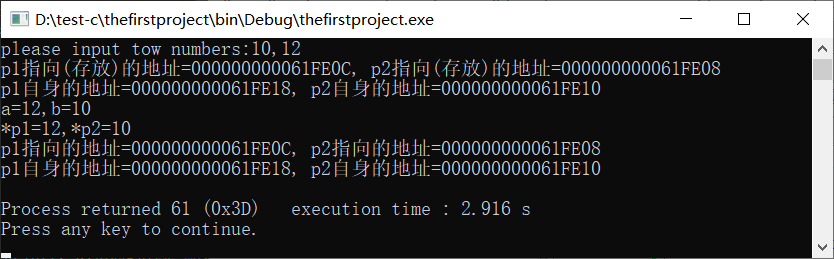 D:\test-c\thefirstproject\bin\Debug\thefirstproject.exe
please input tow numbers:10,12
p1指向(存放)的地址=000000000061FE0C, p2指向(存放)的地址=000000000061FE08
p1自身的地址=000000000061FE18, p2自身的地址=000000000061FE10
a=12,b=10
*p1=12,*p2=10
p1指向的地址=000000000061FE0C, p2指向的地址=000000000061FE08
p1自身的地址=000000000061FE18, p2自身的地址=000000000061FE10
Process returned 61 (0x3D)   execution time : 2.916 s
Press any key to continue.